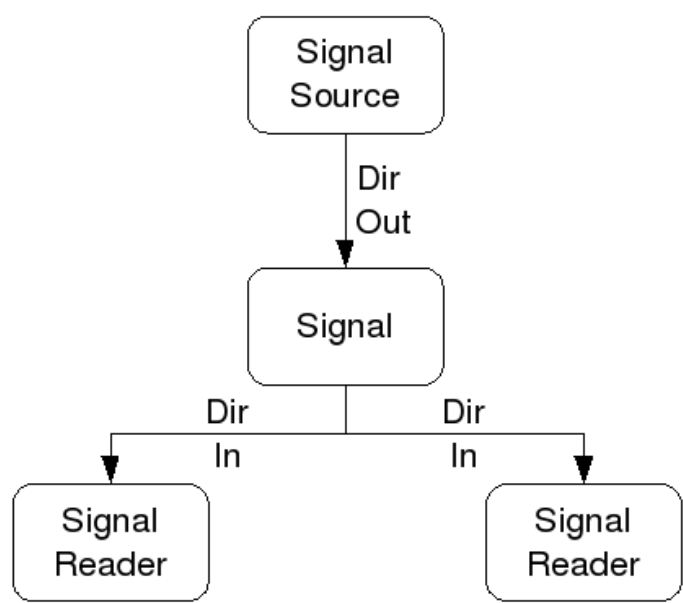 Signal
Source
Dir
Out
Signal
Dir
In
Dir
In
Signal
Reader
Signal
Reader